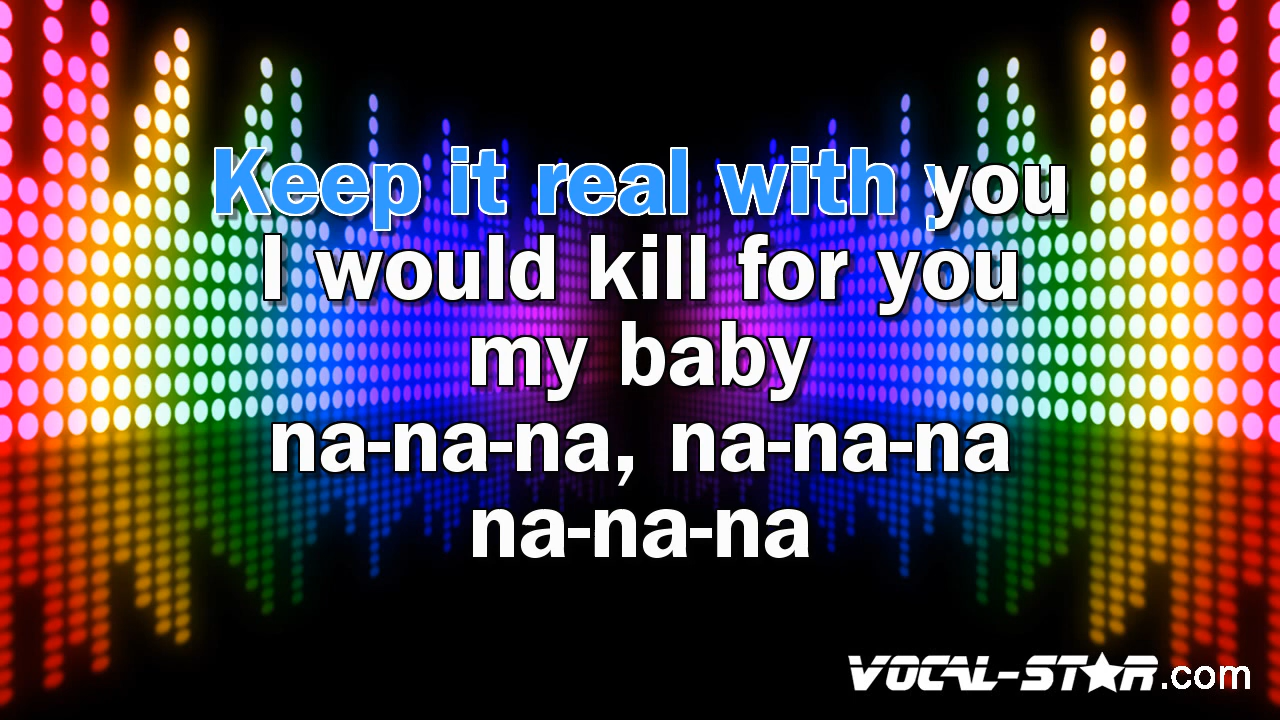 Keep it real with you
I would kill for you
my baby
na-na-na, na-na-na
na-na-na
VOCAL-STAR.com